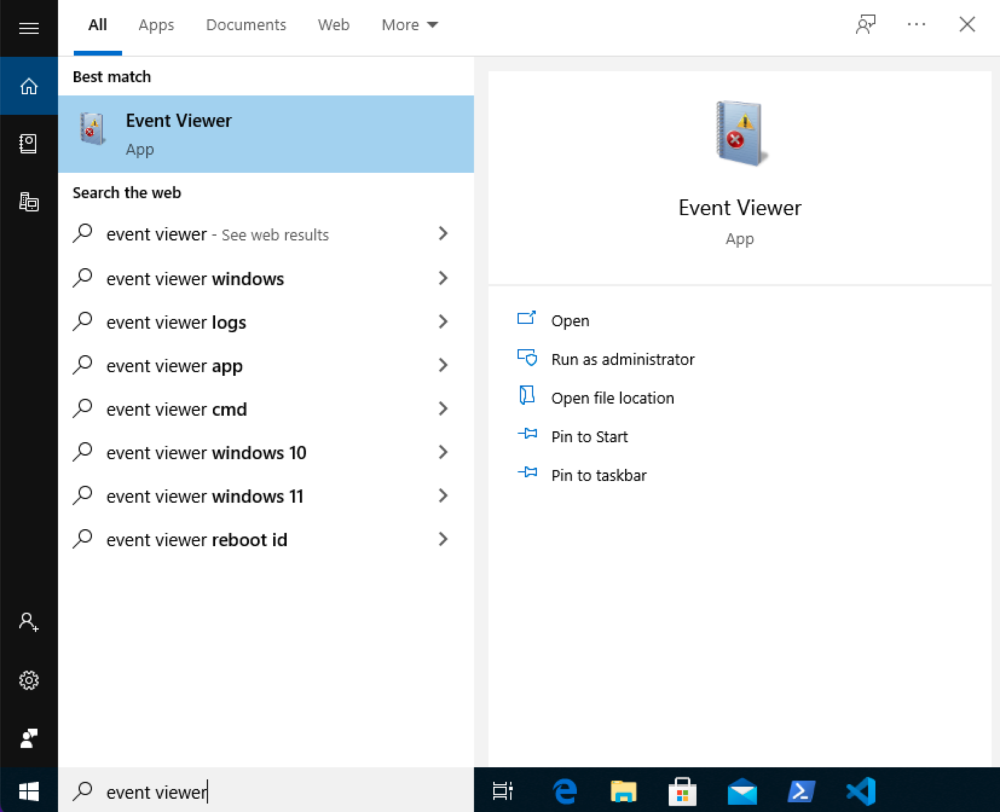 All Apps Documents Web More
Best match
Event Viewer
App
Search the web
event viewer - See web results
event viewer windows
event viewer logs
event viewer app
event viewer cmd
event viewer windows 10
event viewer windows 11
event viewer reboot id
Event Viewer
App
Open
Run as administrator
Open file location
Pin to Start
Pin to taskbar
event viewer